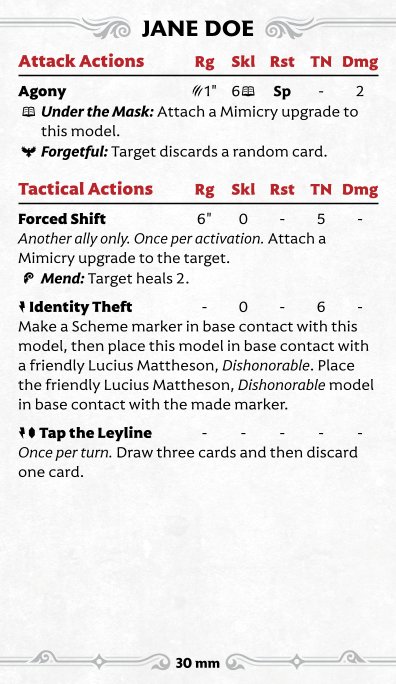 JANE DOE
Attack Actions Rg Skl Rst TN Dmg
Agony 1" 6 Sp - 2
Under the Mask: Attach a Mimicry upgrade to
this model.
Forgetful: Target discards a random card.
Tactical Actions Rg Skl Rst TN Dmg
Forced Shift 6" 0 - 5 -
Another ally only. Once per activation. Attach a
Mimicry upgrade to the target.
Mend: Target heals 2.
Identity Theft - 0 - 6 -
Make a Scheme marker in base contact with this
model, then place this model in base contact with
a friendly Lucius Mattheson, Dishonorable. Place
the friendly Lucius Mattheson, Dishonorable model
in base contact with the made marker.
Tap the Leyline - - - - -
Once per turn. Draw three cards and then discard
one card.
30 mm